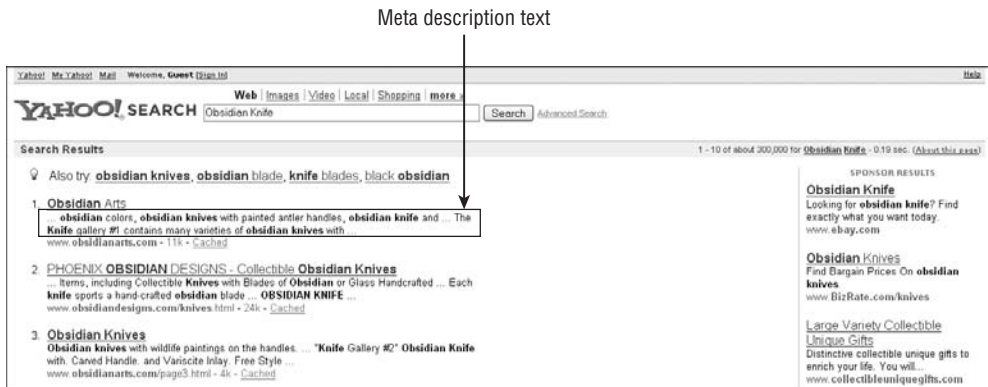 Meta description text
Yahoo! My Yahoo! Mail Welcome, Guest [Sign In] Help
Web | Images | Video | Local | Shopping | more »
YAHOO! SEARCH Obsidian Knife Search Advanced Search
Search Results 1 - 10 of about 300,000 for Obsidian Knife - 0.19 sec. (About this page)
Also try: obsidian knives, obsidian blade, knife blades, black obsidian
1. Obsidian Arts
... obsidian colors, obsidian knives with painted antler handles, obsidian knife and ... The
Knife gallery #1 contains many varieties of obsidian knives with ...
www.obsidianarts.com - 11k - Cached
2. PHOENIX OBSIDIAN DESIGNS - Collectible Obsidian Knives
... Items, including Collectible Knives with Blades of Obsidian or Glass Handcrafted ... Each
knife sports a hand-crafted obsidian blade ... OBSIDIAN KNIFE ...
www.obsidiandesigns.com/knives.html - 24k - Cached
3. Obsidian Knives
Obsidian knives with wildlife paintings on the handles. ... "Knife Gallery #2" Obsidian Knife
with. Carved Handle. and Variscite Inlay. Free Style ...
www.obsidianarts.com/page3.html - 4k - Cached
SPONSOR RESULTS
Obsidian Knife
Looking for obsidian knife? Find
exactly what you want today.
www.ebay.com
Obsidian Knives
Find Bargain Prices On obsidian
knives
www.BizRate.com/knives
Large Variety Collectible
Unique Gifts
Distinctive collectible unique gifts to
enrich your life. You will...
www.collectibleuniquegifts.com